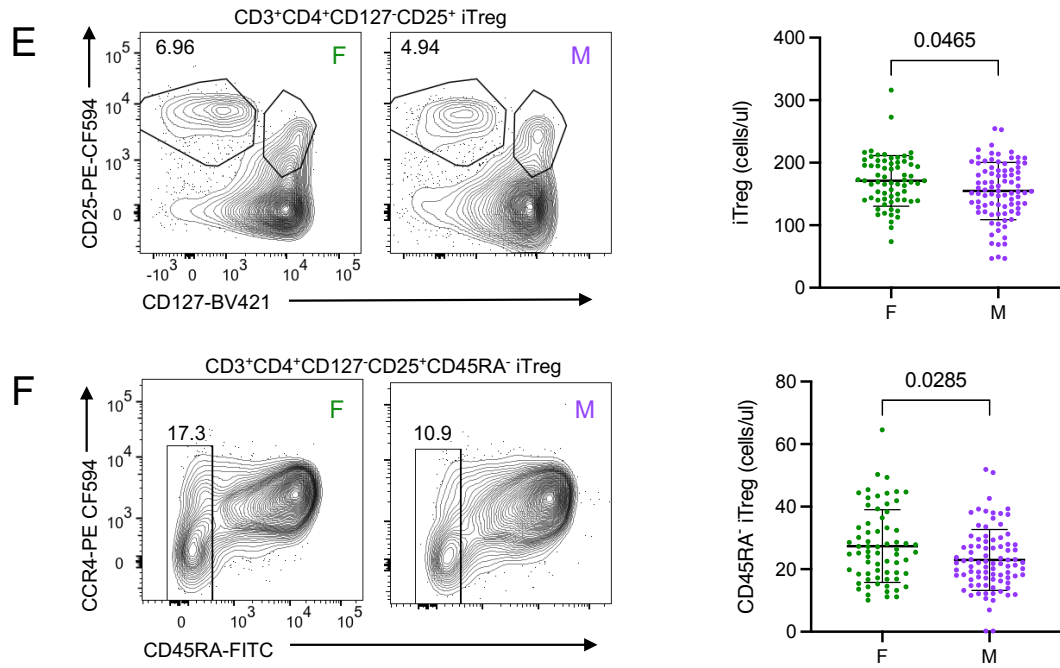 E
CD3⁺CD4⁺CD127⁻CD25⁺ iTreg
6.96
F
4.94
M
10⁵
10⁴
10³
0
CD25-PE-CF594
-10³ 0 10³ 10⁴ 10⁵
CD127-BV421
0.0465
400
300
200
100
0
iTreg (cells/ul)
F M
F
CD3⁺CD4⁺CD127⁻CD25⁺CD45RA⁻ iTreg
17.3
F
10.9
M
10⁵
10⁴
10³
0
CCR4-PE CF594
0 10³ 10⁴ 10⁵
CD45RA-FITC
0.0285
80
60
40
20
0
CD45RA⁻ iTreg (cells/ul)
F M